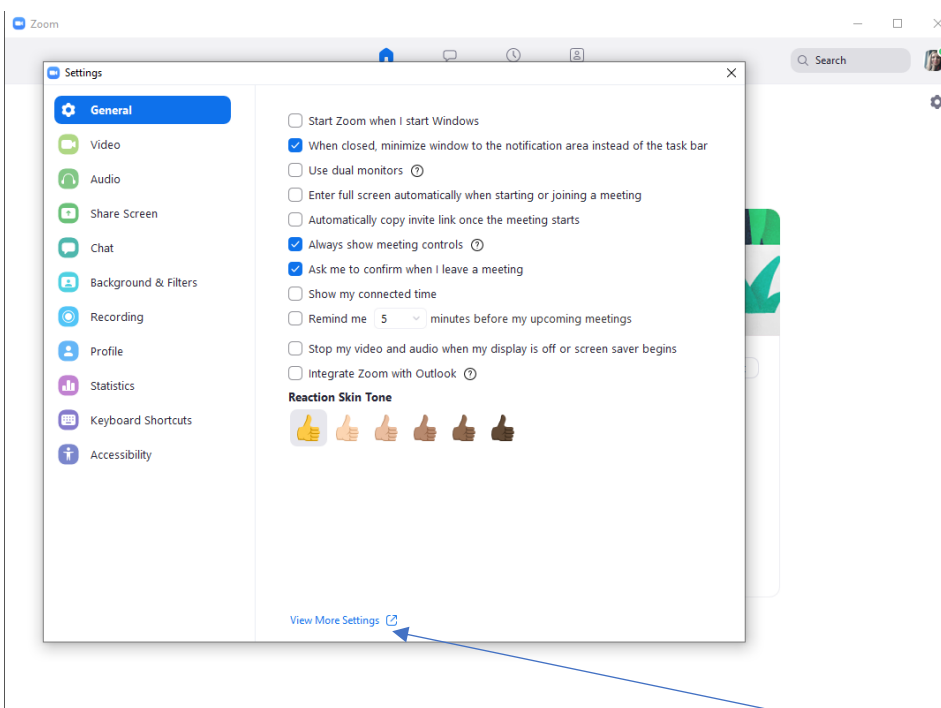 Zoom
Search
Settings
General
Video
Audio
Share Screen
Chat
Background & Filters
Recording
Profile
Statistics
Keyboard Shortcuts
Accessibility
Start Zoom when I start Windows
When closed, minimize window to the notification area instead of the task bar
Use dual monitors ?
Enter full screen automatically when starting or joining a meeting
Automatically copy invite link once the meeting starts
Always show meeting controls ?
Ask me to confirm when I leave a meeting
Show my connected time
Remind me 5 minutes before my upcoming meetings
Stop my video and audio when my display is off or screen saver begins
Integrate Zoom with Outlook ?
Reaction Skin Tone
View More Settings